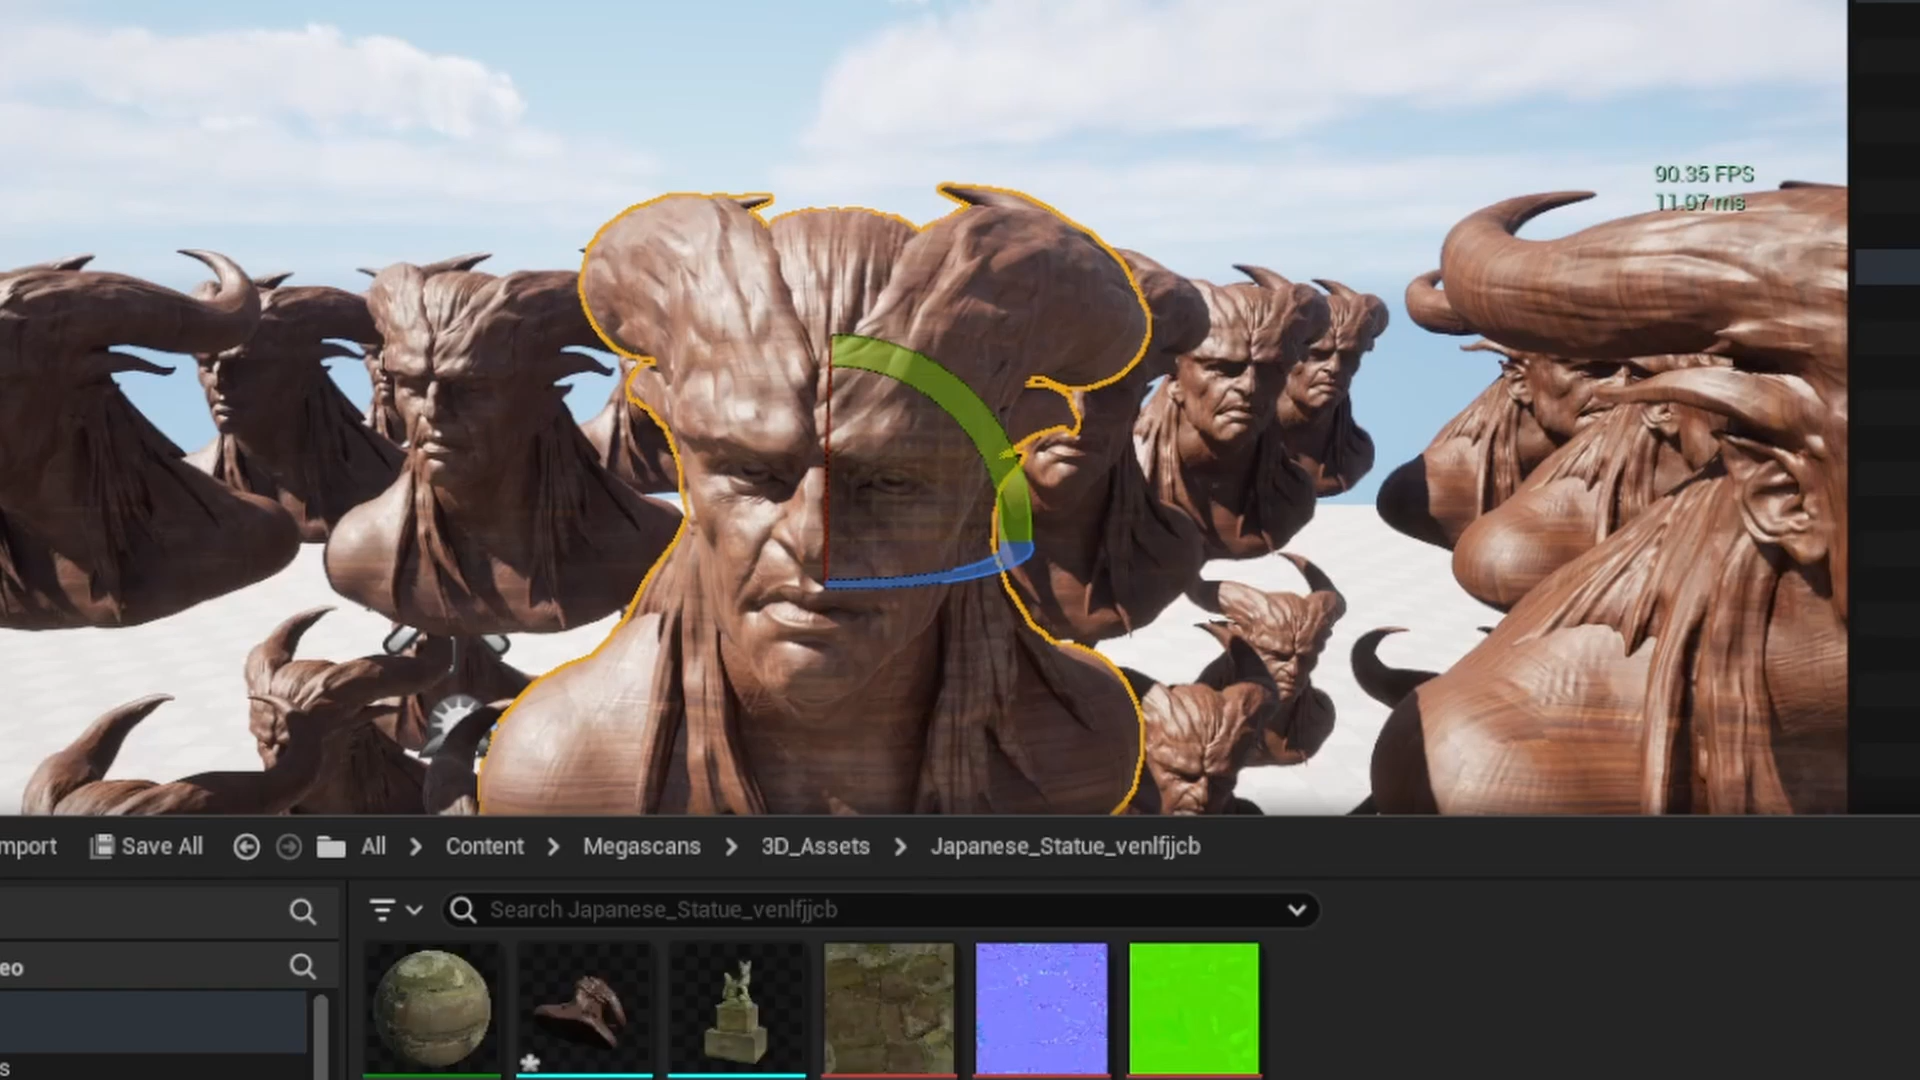 90.35 FPS
11.07 ms
mport
Save All
All
Content
Megascans
3D_Assets
Japanese_Statue_venlfjjcb
Search Japanese_Statue_venlfjjcb
eo
s